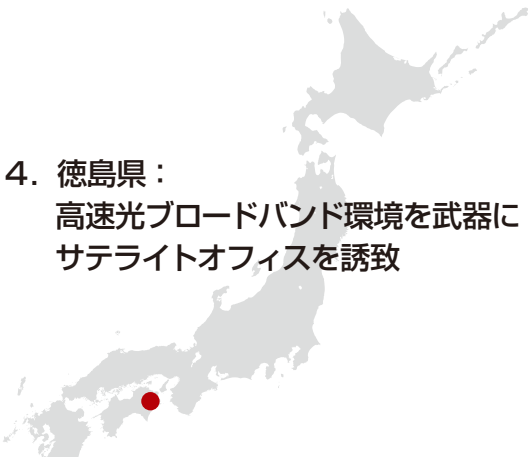 4. 徳島県：
高速光ブロードバンド環境を武器に
サテライトオフィスを誘致